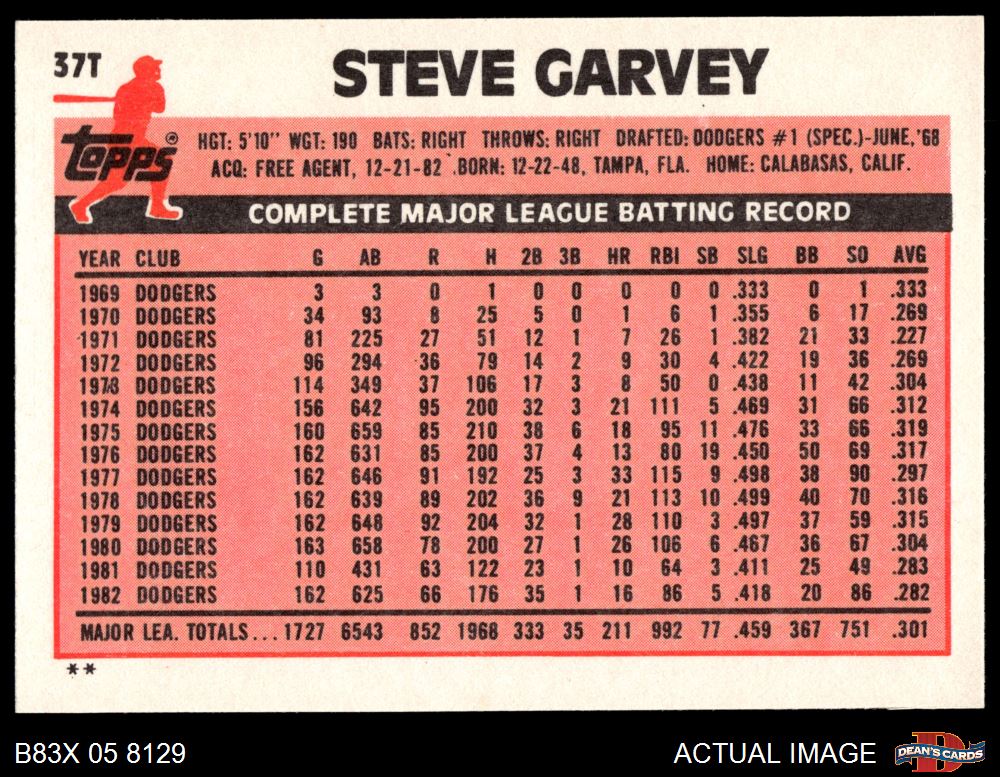 37T
STEVE GARVEY
topps®
HGT: 5'10" WGT: 190 BATS: RIGHT THROWS: RIGHT DRAFTED: DODGERS #1 (SPEC.)-JUNE,'68
ACQ: FREE AGENT, 12-21-82 .BORN: 12-22-48, TAMPA, FLA. HOME: CALABASAS, CALIF.
COMPLETE MAJOR LEAGUE BATTING RECORD
YEAR CLUB G AB R H 2B 3B HR RBI SB SLG BB SO AVG
1969 DODGERS 3 3 0 1 0 0 0 0 0 .333 0 1 .333
1970 DODGERS 34 93 8 25 5 0 1 6 1 .355 6 17 .269
1971 DODGERS 81 225 27 51 12 1 7 26 1 .382 21 33 .227
1972 DODGERS 96 294 36 79 14 2 9 30 4 .422 19 36 .269
1973 DODGERS 114 349 37 106 17 3 8 50 0 .438 11 42 .304
1974 DODGERS 156 642 95 200 32 3 21 111 5 .469 31 66 .312
1975 DODGERS 160 659 85 210 38 6 18 95 11 .476 33 66 .319
1976 DODGERS 162 631 85 200 37 4 13 80 19 .450 50 69 .317
1977 DODGERS 162 646 91 192 25 3 33 115 9 .498 38 90 .297
1978 DODGERS 162 639 89 202 36 9 21 113 10 .499 40 70 .316
1979 DODGERS 162 648 92 204 32 1 28 110 3 .497 37 59 .315
1980 DODGERS 163 658 78 200 27 1 26 106 6 .467 36 67 .304
1981 DODGERS 110 431 63 122 23 1 10 64 3 .411 25 49 .283
1982 DODGERS 162 625 66 176 35 1 16 86 5 .418 20 86 .282
MAJOR LEA. TOTALS... 1727 6543 852 1968 333 35 211 992 77 .459 367 751 .301
**
B83X 05 8129
ACTUAL IMAGE
D
DEAN'S CARDS